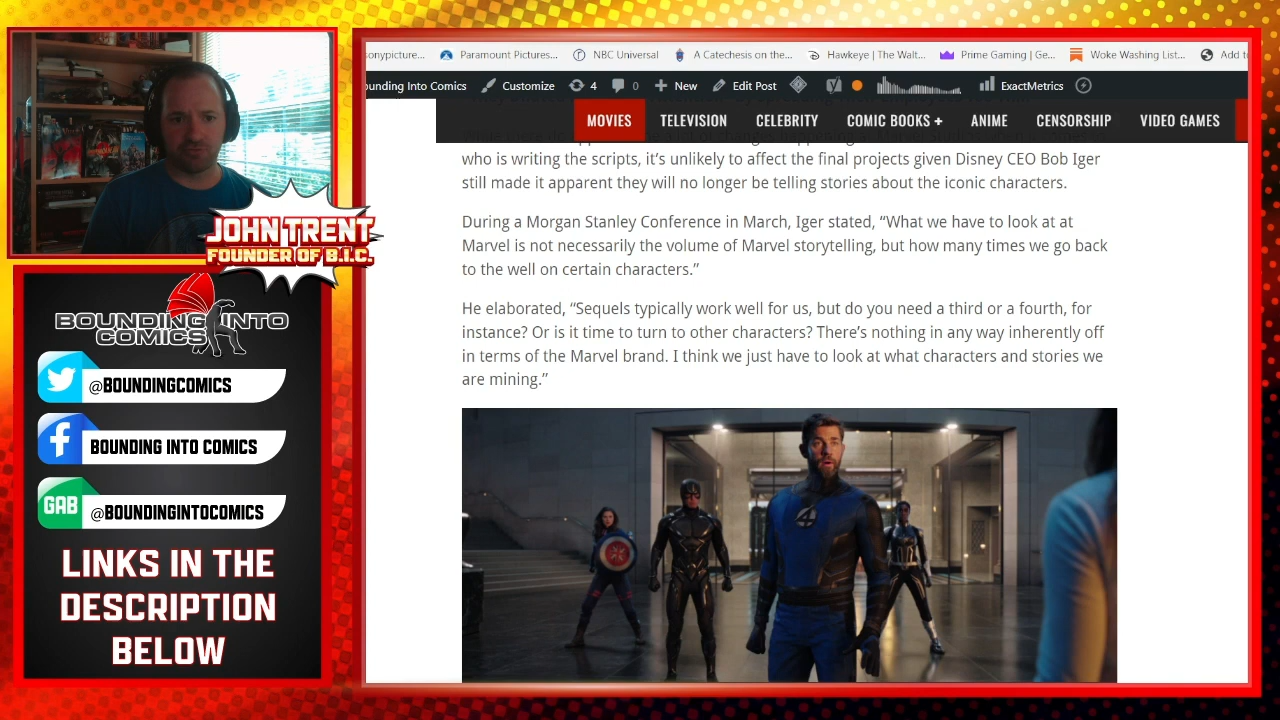 sonypicture...
Paramount Pictures...
NBC Universal
A Catechesis on the...
Hawkeye | The Walt...
Prime Gaming | Ge...
Woke Washing List...
Add t
ounding Into Comics
Customize
4
0
New
Edit Post
ExactMetrics
MOVIES
TELEVISION
CELEBRITY
COMIC BOOKS +
ANIME
CENSORSHIP
VIDEO GAMES
who is writing the scripts, it’s unlikely to affect the final projects given Disney CEO Bob Iger
still made it apparent they will no longer be telling stories about the iconic characters.
During a Morgan Stanley Conference in March, Iger stated, “What we have to look at at
Marvel is not necessarily the volume of Marvel storytelling, but how many times we go back
to the well on certain characters.”
He elaborated, “Sequels typically work well for us, but do you need a third or a fourth, for
instance? Or is it time to turn to other characters? There’s nothing in any way inherently off
in terms of the Marvel brand. I think we just have to look at what characters and stories we
are mining.”
JOHN TRENT
FOUNDER OF B.I.C.
BOUNDING INTO
COMICS
@BOUNDINGCOMICS
BOUNDING INTO COMICS
GAB
@BOUNDINGINTOCOMICS
LINKS IN THE
DESCRIPTION
BELOW